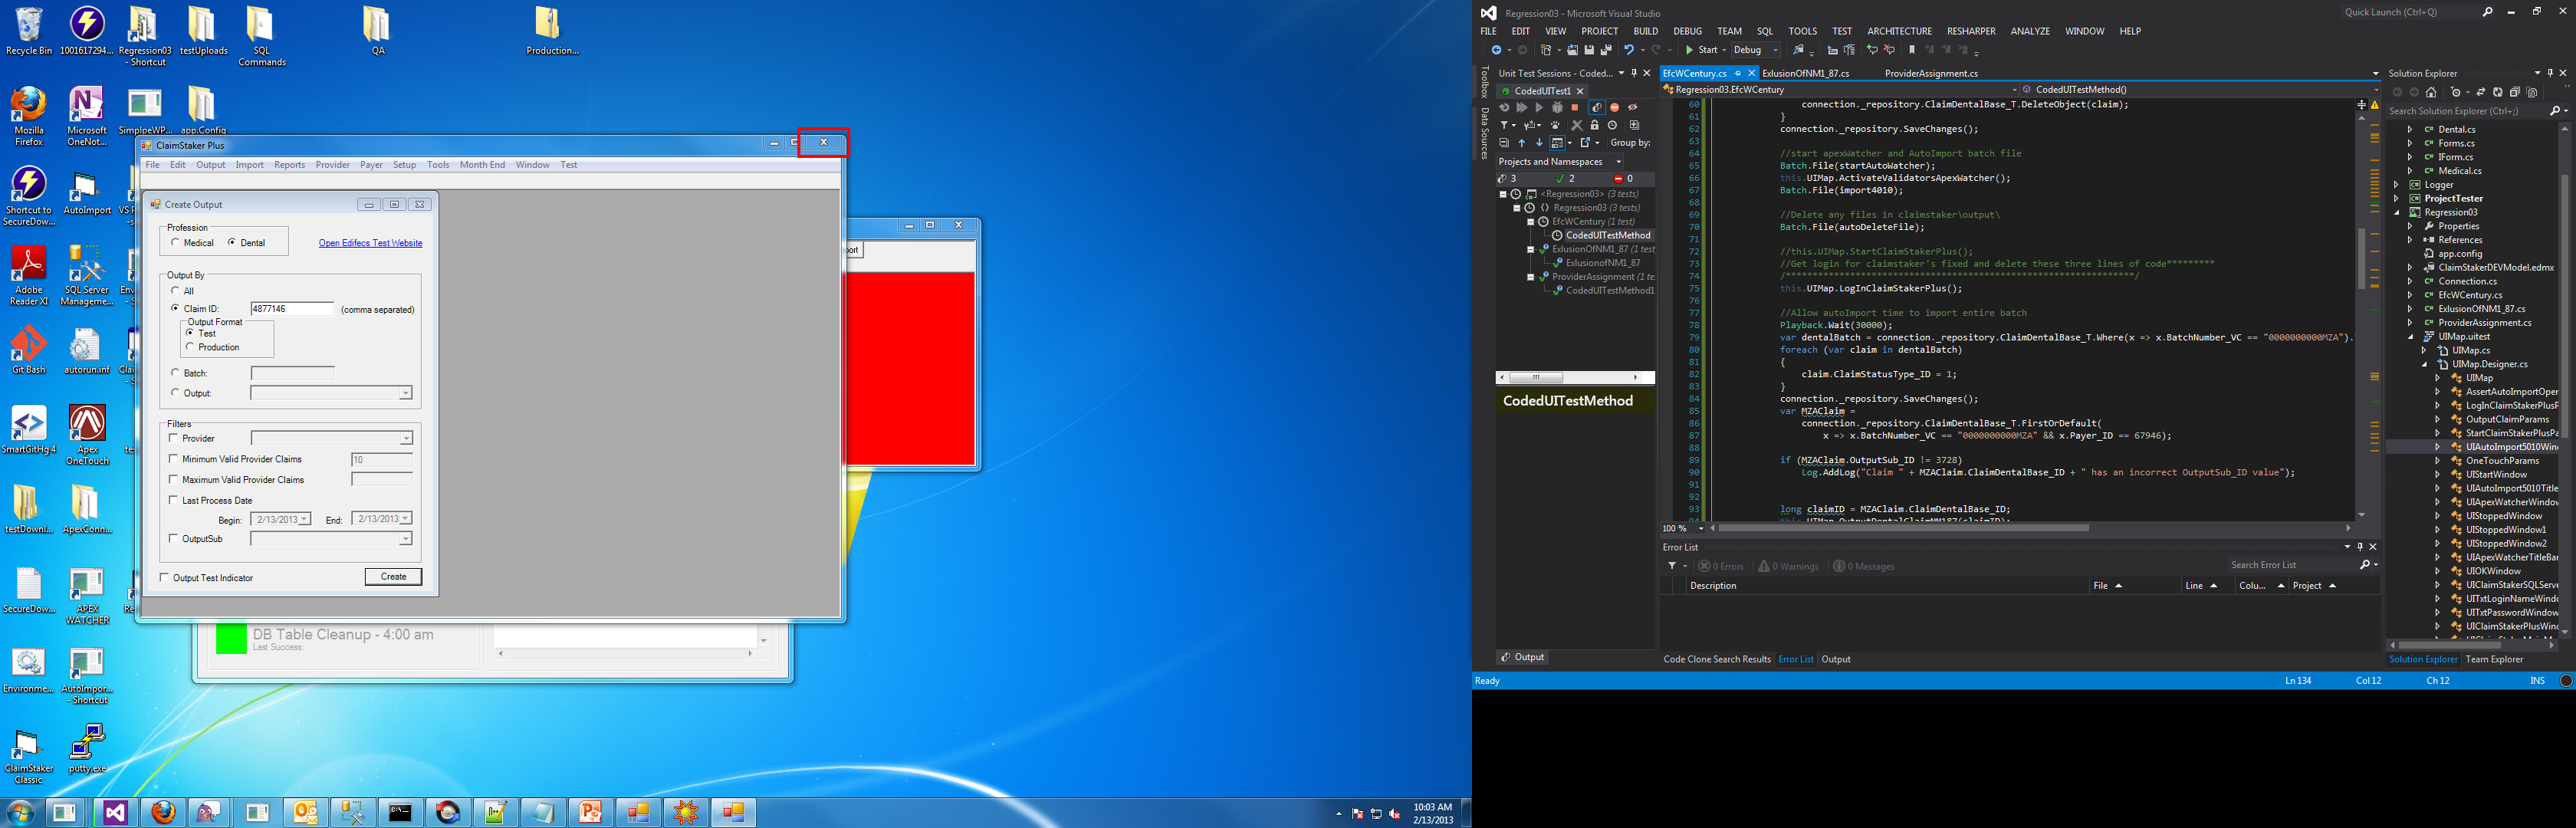 Recycle Bin
1001617294...
Regression03 - Shortcut
testUploads
SQL Commands
QA
Production...
Mozilla Firefox
Microsoft OneNot...
SimplpeWP...
app.Config
Shortcut to SecureDow...
AutoImport
Adobe Reader XI
SQL Server Manageme...
Git Bash
autorun.inf
SmartGitHg 4
Apex OneTouch
testDownl...
ApexConn...
SecureDow...
APEX WATCHER
Environme...
AutoImpor... - Shortcut
ClaimStaker Classic
putty.exe
ClaimStaker Plus
File Edit Output Import Reports Provider Payer Setup Tools Month End Window Test
Create Output
Profession
Medical Dental
Open Edifecs Test Website
Output By
All
Claim ID: 4877146 (comma separated)
Output Format
Test
Production
Batch:
Output:
Filters
Provider
Minimum Valid Provider Claims 10
Maximum Valid Provider Claims
Last Process Date
Begin: 2/13/2013 End: 2/13/2013
OutputSub
Output Test Indicator
Create
DB Table Cleanup - 4:00 am
Last Success:
10:03 AM
2/13/2013
Regression03 - Microsoft Visual Studio
Quick Launch (Ctrl+Q)
FILE EDIT VIEW PROJECT BUILD DEBUG TEAM SQL TOOLS TEST ARCHITECTURE RESHARPER ANALYZE WINDOW HELP
Start Debug
Toolbox
Data Sources
Unit Test Sessions - Coded...
CodedUITest1
Group by:
Projects and Namespaces
3 2 0
<Regression03> (3 tests)
Regression03 (3 tests)
EfcWCentury (1 test)
CodedUITestMethod
ExlusionOfNM1_87 (1 test
ExlusionofNM1_87
ProviderAssignment (1 te:
CodedUITestMethod1
CodedUITestMethod
Output
EfcWCentury.cs ExlusionOfNM1_87.cs ProviderAssignment.cs
Regression03.EfcWCentury CodedUITestMethod()
60 connection._repository.ClaimDentalBase_T.DeleteObject(claim);
61 }
62 connection._repository.SaveChanges();
63
64 //start apexWatcher and AutoImport batch file
65 Batch.File(startAutoWatcher);
66 this.UIMap.ActivateValidatorsApexWatcher();
67 Batch.File(import4010);
68
69 //Delete any files in claimstaker\output\
70 Batch.File(autoDeleteFile);
71
72 //this.UIMap.StartClaimStakerPlus();
73 //Get login for claimstaker's fixed and delete these three lines of code*********
74
75 this.UIMap.LogInClaimStakerPlus();
76
77 //Allow autoImport time to import entire batch
78 Playback.Wait(30000);
79 var dentalBatch = connection._repository.ClaimDentalBase_T.Where(x => x.BatchNumber_VC == "0000000000MZA").
80 foreach (var claim in dentalBatch)
81 {
82 claim.ClaimStatusType_ID = 1;
83 }
84 connection._repository.SaveChanges();
85 var MZAClaim =
86 connection._repository.ClaimDentalBase_T.FirstOrDefault(
87 x => x.BatchNumber_VC == "0000000000MZA" && x.Payer_ID == 67946);
88
89 if (MZAClaim.OutputSub_ID != 3728)
90 Log.AddLog("Claim " + MZAClaim.ClaimDentalBase_ID + " has an incorrect OutputSub_ID value");
91
92
93 long claimID = MZAClaim.ClaimDentalBase_ID;
100 %
Error List
0 Errors 0 Warnings 0 Messages
Search Error List
Description File Line Colu... Project
Code Clone Search Results Error List Output
Solution Explorer
Search Solution Explorer (Ctrl+;)
Dental.cs
Forms.cs
IForm.cs
Medical.cs
Logger
ProjectTester
Regression03
Properties
References
app.config
ClaimStakerDEVModel.edmx
Connection.cs
EfcWCentury.cs
ExlusionOfNM1_87.cs
ProviderAssignment.cs
UIMap.uitest
UIMap.cs
UIMap.Designer.cs
UIMap
AssertAutoImportOper
LogInClaimStakerPlusP
OutputClaimParams
StartClaimStakerPlusPa
UIAutoImport5010Wind
OneTouchParams
UIStartWindow
UIAutoImport5010Title
UIApexWatcherWindow
UIStoppedWindow
UIStoppedWindow1
UIStoppedWindow2
UIApexWatcherTitleBar
UIOKWindow
UIClaimStakerSQLServe
UITxtLoginNameWindo
UITxtPasswordWindow
UIClaimStakerPlusWind
Solution Explorer Team Explorer
Ready Ln 134 Col 12 Ch 12 INS